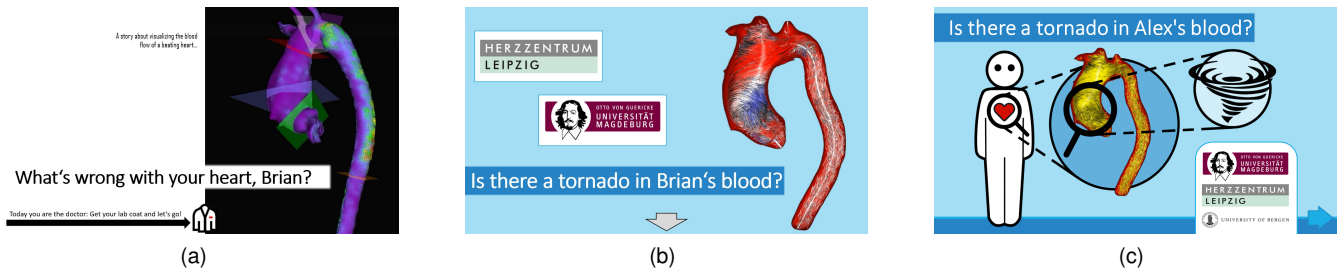 A story about visualizing the blood
flow of a beating heart...
What's wrong with your heart, Brian?
Today you are the doctor: Get your lab coat and let's go!
(a)
HERZZENTRUM
LEIPZIG
OTTO VON GUERICKE
UNIVERSITÄT
MAGDEBURG
Is there a tornado in Brian's blood?
(b)
Is there a tornado in Alex's blood?
OTTO VON GUERICKE
UNIVERSITÄT
MAGDEBURG
HERZZENTRUM
LEIPZIG
UNIVERSITY OF BERGEN
(c)